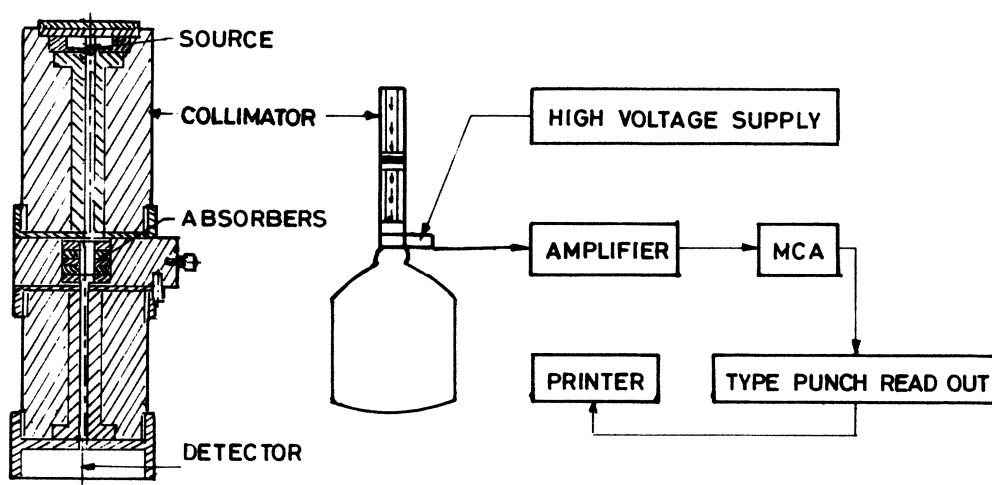 SOURCE
COLLIMATOR
HIGH VOLTAGE SUPPLY
ABSORBERS
AMPLIFIER
MCA
PRINTER
TYPE PUNCH READ OUT
DETECTOR